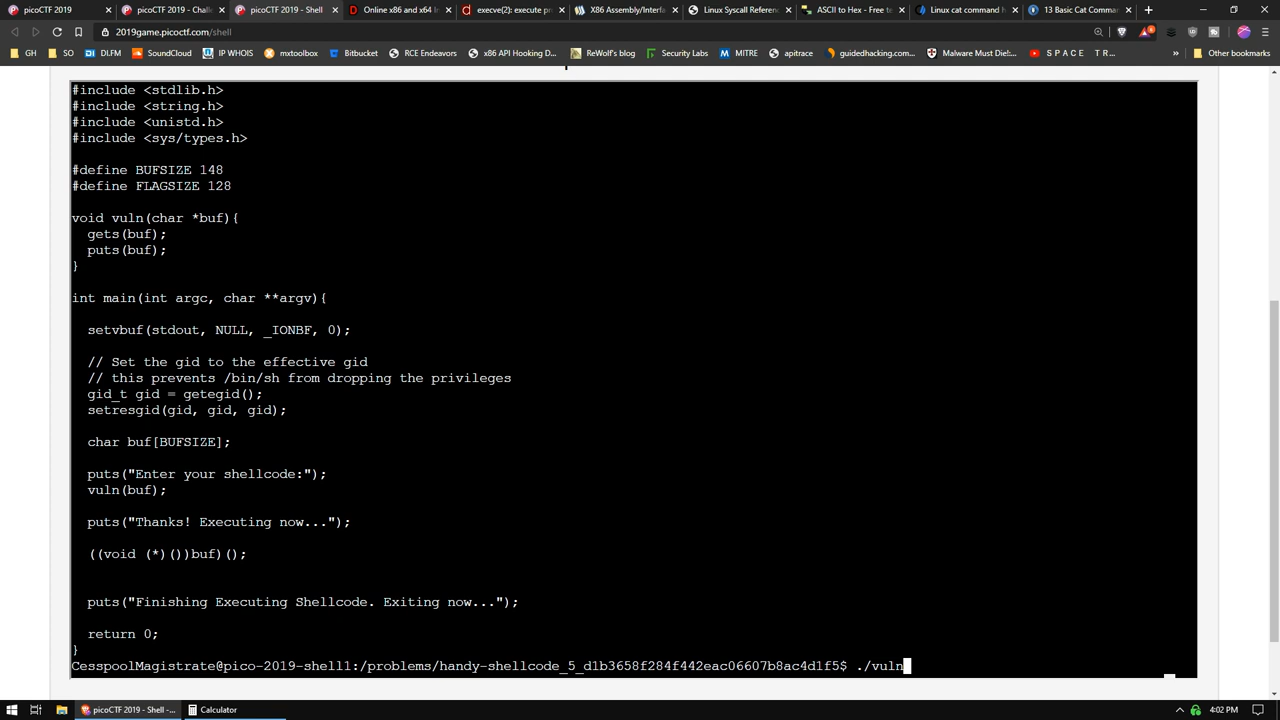 picoCTF 2019
picoCTF 2019 - Chall
picoCTF 2019 - Shell
Online x86 and x64 In
execve(2): execute pr
X86 Assembly/Interfa
Linux Syscall Referenc
ASCII to Hex - Free te
Linux cat command h
13 Basic Cat Comman
2019game.picoctf.com/shell
GH
SO
DLFM
SoundCloud
IP WHOIS
mxtoolbox
Bitbucket
RCE Endeavors
x86 API Hooking D...
ReWolf's blog
Security Labs
MITRE
apitrace
guidedhacking.com...
Malware Must Die!:...
S P A C E  T R...
Other bookmarks
#include <stdlib.h>
#include <string.h>
#include <unistd.h>
#include <sys/types.h>
#define BUFSIZE 148
#define FLAGSIZE 128
void vuln(char *buf){
  gets(buf);
  puts(buf);
}
int main(int argc, char **argv){
  setvbuf(stdout, NULL, _IONBF, 0);
  // Set the gid to the effective gid
  // this prevents /bin/sh from dropping the privileges
  gid_t gid = getegid();
  setresgid(gid, gid, gid);
  char buf[BUFSIZE];
  puts("Enter your shellcode:");
  vuln(buf);
  puts("Thanks! Executing now...");
  ((void (*)())buf)();
  puts("Finishing Executing Shellcode. Exiting now...");
  return 0;
}
CesspoolMagistrate@pico-2019-shell1:/problems/handy-shellcode_5_d1b3658f284f442eac06607b8ac4d1f5$ ./vuln
picoCTF 2019 - Shell -...
Calculator
4:02 PM